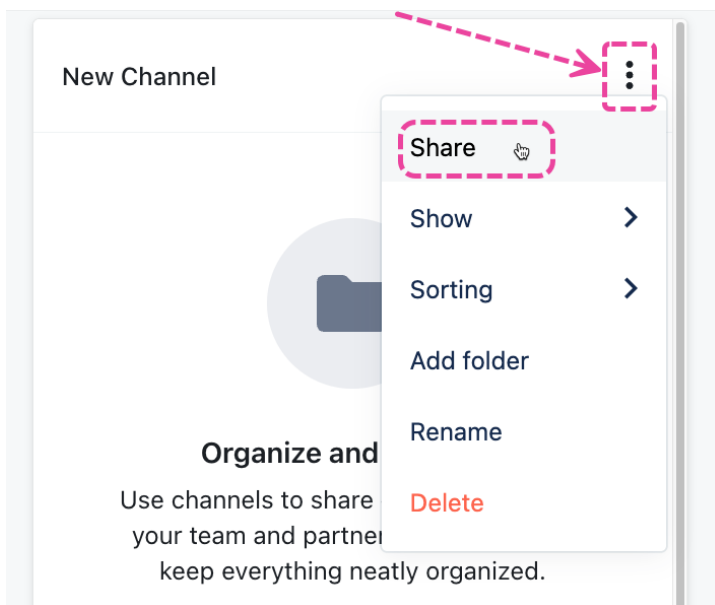 New Channel
Share
Show
Sorting
Add folder
Rename
Delete
Organize and
Use channels to share
your team and partner
keep everything neatly organized.